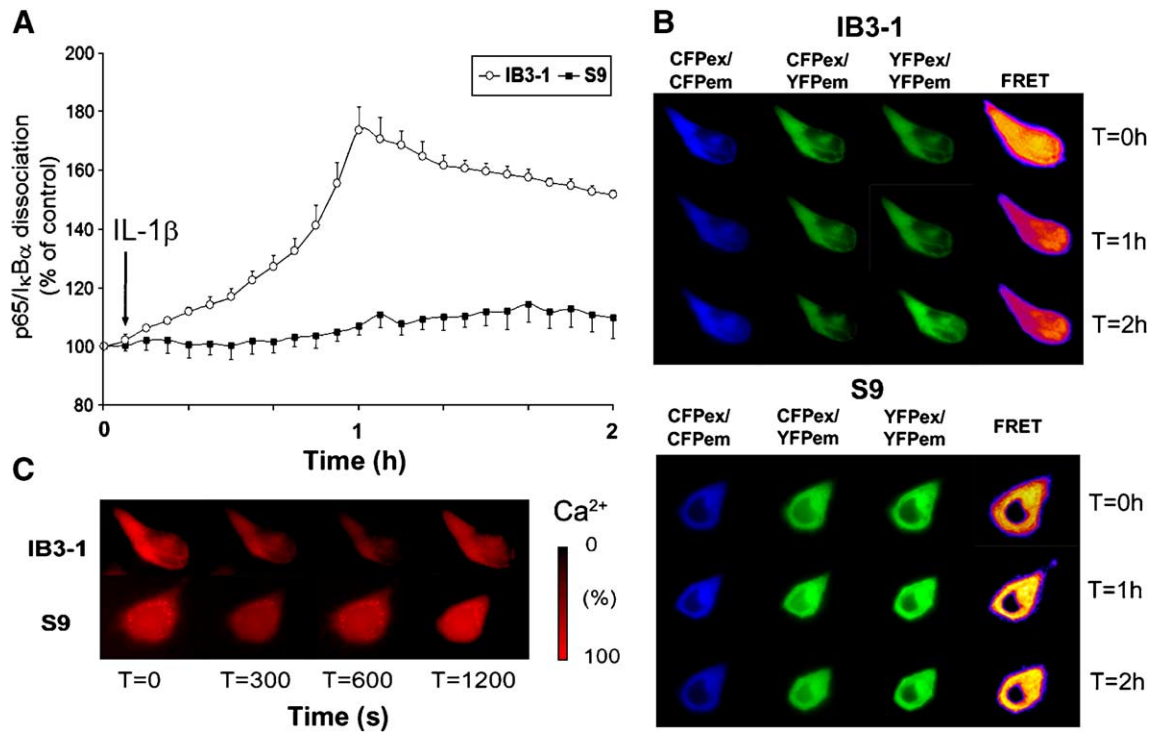 A
200
180
160
140
120
100
80
p65/IκBα dissociation
(% of control)
IB3-1 S9
IL-1β
0 1 2
Time (h)
B
IB3-1
CFPex/ CFPex/ YFPex/
CFPem YFPem YFPem FRET
T=0h
T=1h
T=2h
S9
CFPex/ CFPex/ YFPex/
CFPem YFPem YFPem FRET
T=0h
T=1h
T=2h
C
IB3-1
S9
T=0 T=300 T=600 T=1200
Time (s)
Ca²⁺
0
(%)
100